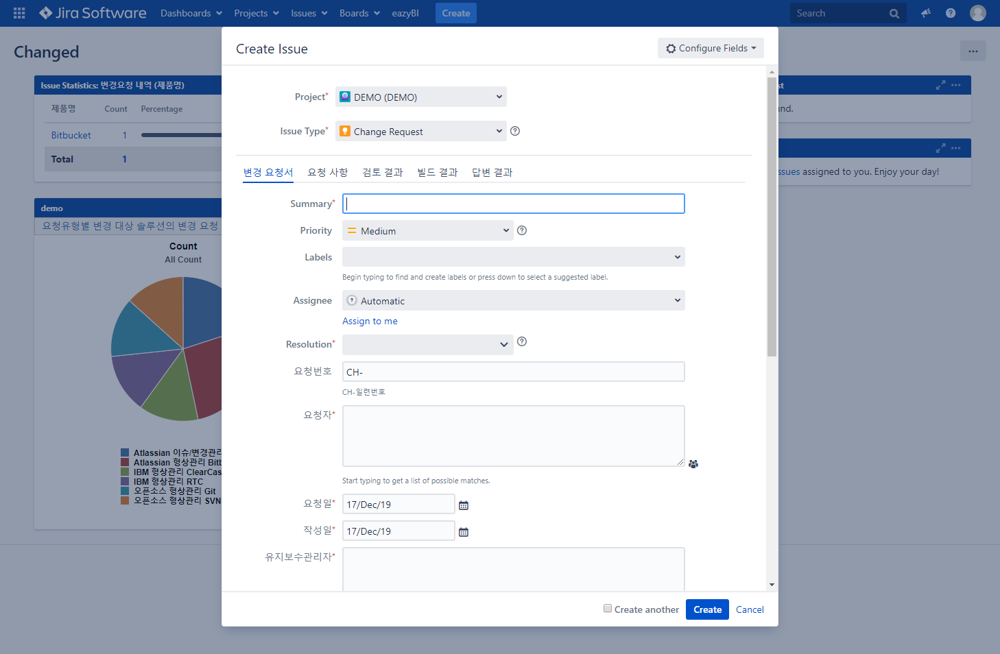 Jira Software Dashboards Projects Issues Boards eazyBI Create Search
Changed
Issue Statistics: 변경요청 내역 (제품명)
제품명 Count Percentage
Bitbucket 1
Total 1
demo
요청유형별 변경 대상 솔루션의 변경 요청
Count
All Count
Atlassian 이슈/변경관리
Atlassian 형상관리 Bitb
IBM 형상관리 ClearCas
IBM 형상관리 RTC
오픈소스 형상관리 Git
오픈소스 형상관리 SVN
Create Issue
Configure Fields
Project* DEMO (DEMO)
Issue Type* Change Request
변경 요청서 요청 사항 검토 결과 빌드 결과 답변 결과
Summary*
Priority Medium
Labels
Begin typing to find and create labels or press down to select a suggested label.
Assignee Automatic
Assign to me
Resolution*
요청번호 CH-
CH-일련번호
요청자*
Start typing to get a list of possible matches.
요청일* 17/Dec/19
작성일* 17/Dec/19
유지보수관리자*
Create another Create Cancel
st
und.
ssues assigned to you. Enjoy your day!